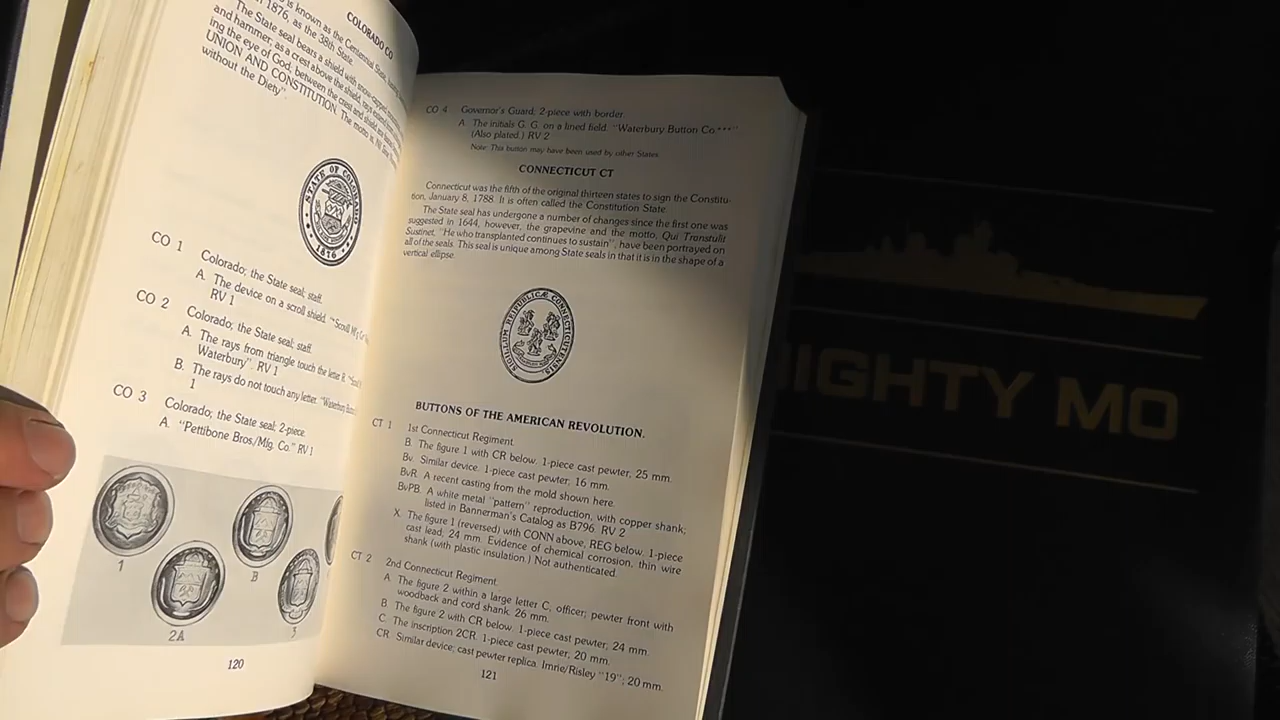 COLORADO CO
is known as the Centennial State,
1876, as the 38th State.
The State seal bears a shield with snow-capped
and hammer; as a crest above the shield, rays
ing the eye of God, between the crest and shield
UNION AND CONSTITUTION. The motto is,
without the Diety".
STATE OF COLO
1876
CO 1 Colorado; the State seal; staff.
A. The device on a scroll shield. "Scovill M'f'g Co
RV 1
CO 2 Colorado; the State seal; staff.
A. The rays from triangle touch the letter R.
Waterbury". RV 1
B. The rays do not touch any letter. "Waterbury
1
CO 3 Colorado; the State seal; 2-piece.
A. "Pettibone Bros./Mfg. Co." RV 1
1
2A
B
3
120
CO 4 Governor's Guard, 2-piece with border.
A. The initials G. G. on a lined field. "Waterbury Button Co.***"
(Also plated.) RV 2
Note: This button may have been used by other States.
CONNECTICUT CT
Connecticut was the fifth of the original thirteen states to sign the Constitu-
tion, January 8, 1788. It is often called the Constitution State.
The State seal has undergone a number of changes since the first one was
suggested in 1644, however, the grapevine and the motto, Qui Transtulit
Sustinet, "He who transplanted continues to sustain", have been portrayed on
all of the seals. This seal is unique among State seals in that it is in the shape of a
vertical ellipse.
SIGILLUM REIPUBLICÆ CONNECTICUTENSIS
BUTTONS OF THE AMERICAN REVOLUTION.
CT 1 1st Connecticut Regiment.
B. The figure 1 with CR below. 1-piece cast pewter, 25 mm.
Bv. Similar device. 1-piece cast pewter, 16 mm.
BvR. A recent casting from the mold shown here.
BvPB. A white metal "pattern" reproduction, with copper shank;
listed in Bannerman's Catalog as B796. RV 2
X. The figure 1 (reversed) with CONN above, REG below. 1-piece
cast lead, 24 mm. Evidence of chemical corrosion, thin wire
shank (with plastic insulation.) Not authenticated.
CT 2 2nd Connecticut Regiment.
A. The figure 2 within a large letter C, officer; pewter front with
woodback and cord shank. 26 mm.
B. The figure 2 with CR below. 1-piece cast pewter; 24 mm.
C. The inscription 2CR. 1-piece cast pewter, 20 mm.
CR. Similar device; cast pewter replica. Imrie/Risley "19"; 20 mm.
121
IGHTY MO